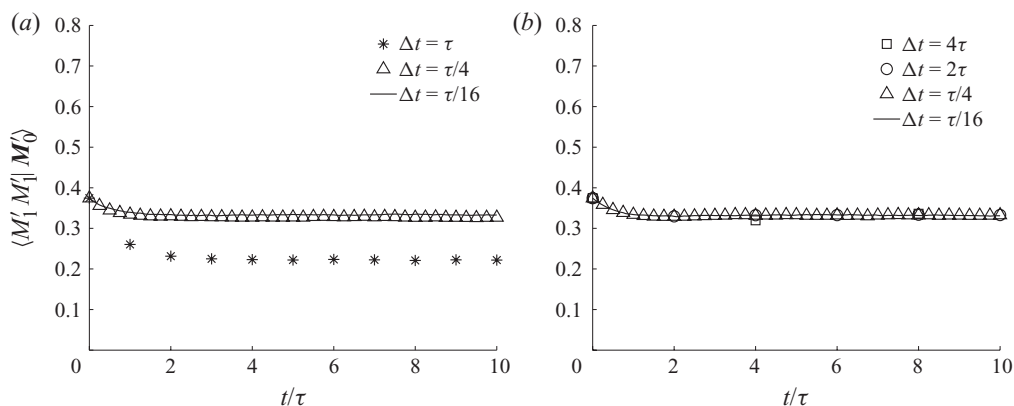 (a)
0.8
0.7
0.6
0.5
0.4
0.3
0.2
0.1
0
2
4
6
8
10
t/τ
⟨M′₁ M′₁| M′₀⟩
Δt = τ
Δt = τ/4
Δt = τ/16
(b)
0.8
0.7
0.6
0.5
0.4
0.3
0.2
0.1
0
2
4
6
8
10
t/τ
Δt = 4τ
Δt = 2τ
Δt = τ/4
Δt = τ/16